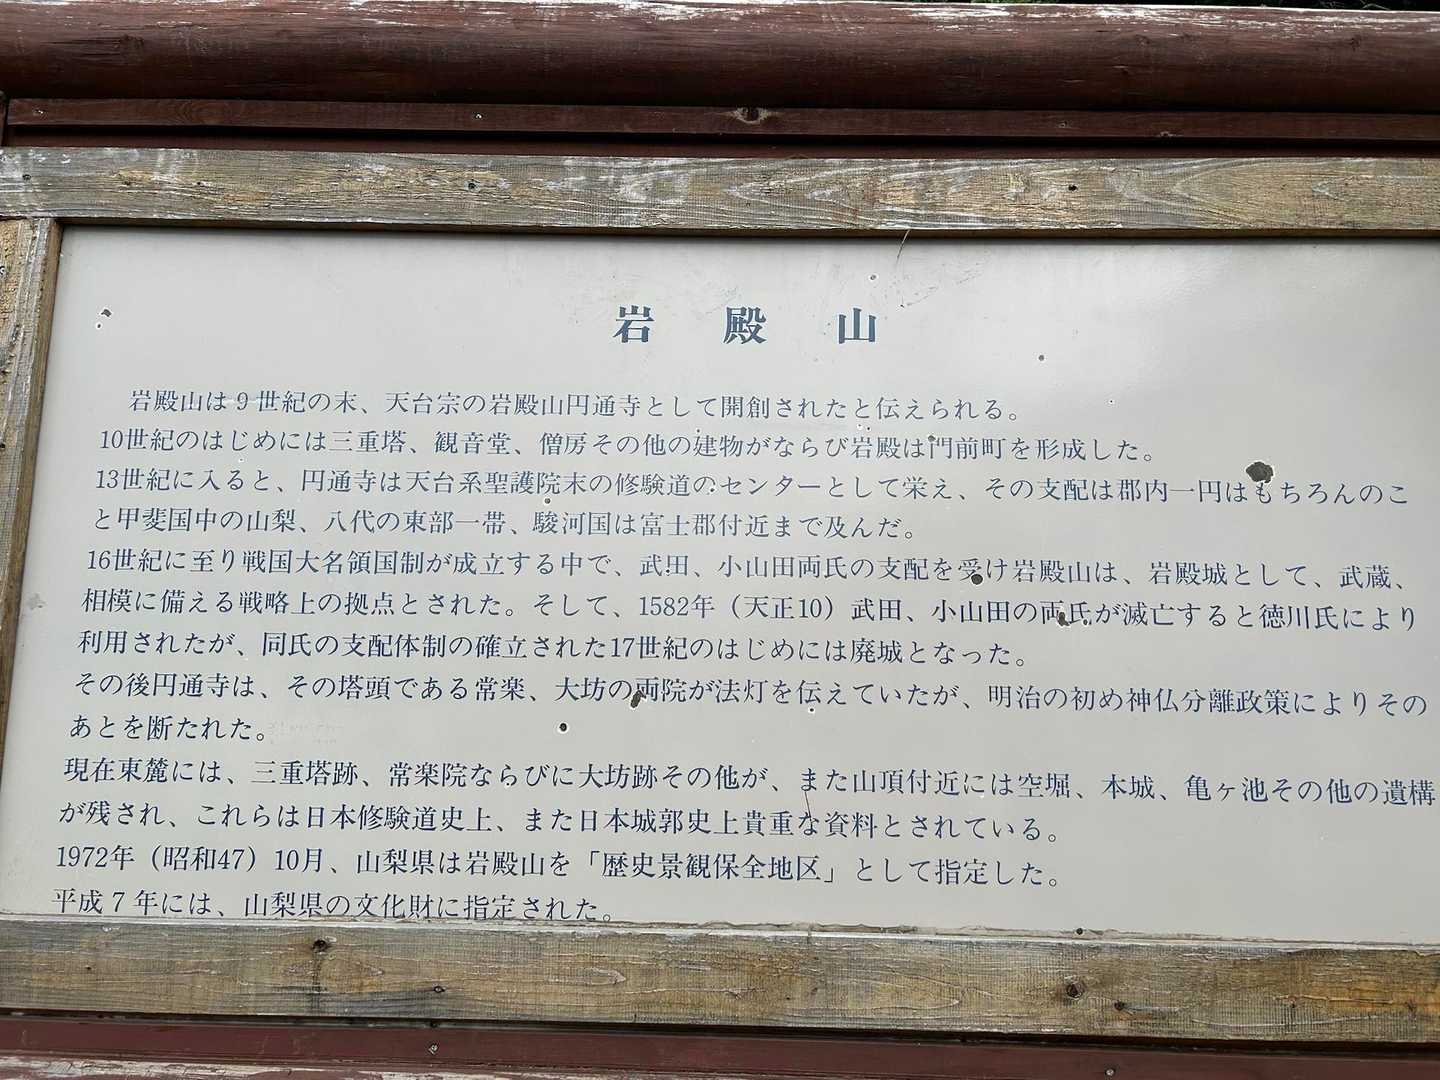 岩殿山
岩殿山は9世紀の末、天台宗の岩殿山円通寺として開創されたと伝えられる。
10世紀のはじめには三重塔、観音堂、僧房その他の建物がならび岩殿は門前町を形成した。
13世紀に入ると、円通寺は天台系聖護院末の修験道のセンターとして栄え、その支配は郡内一円はもちろんのこ
と甲斐国中の山梨、八代の東部一帯、駿河国は富士郡付近まで及んだ。
16世紀に至り戦国大名領国制が成立する中で、武田、小山田両氏の支配を受け岩殿山は、岩殿城として、武蔵、
相模に備える戦略上の拠点とされた。そして、1582年（天正10）武田、小山田の両氏が滅亡すると徳川氏により
利用されたが、同氏の支配体制の確立された17世紀のはじめには廃城となった。
その後円通寺は、その塔頭である常楽、大坊の両院が法灯を伝えていたが、明治の初め神仏分離政策によりその
あとを断たれた。
現在東麓には、三重塔跡、常楽院ならびに大坊跡その他が、また山頂付近には空堀、本城、亀ヶ池その他の遺構
が残され、これらは日本修験道史上、また日本城郭史上貴重な資料とされている。
1972年（昭和47）10月、山梨県は岩殿山を「歴史景観保全地区」として指定した。
平成７年には、山梨県の文化財に指定された。